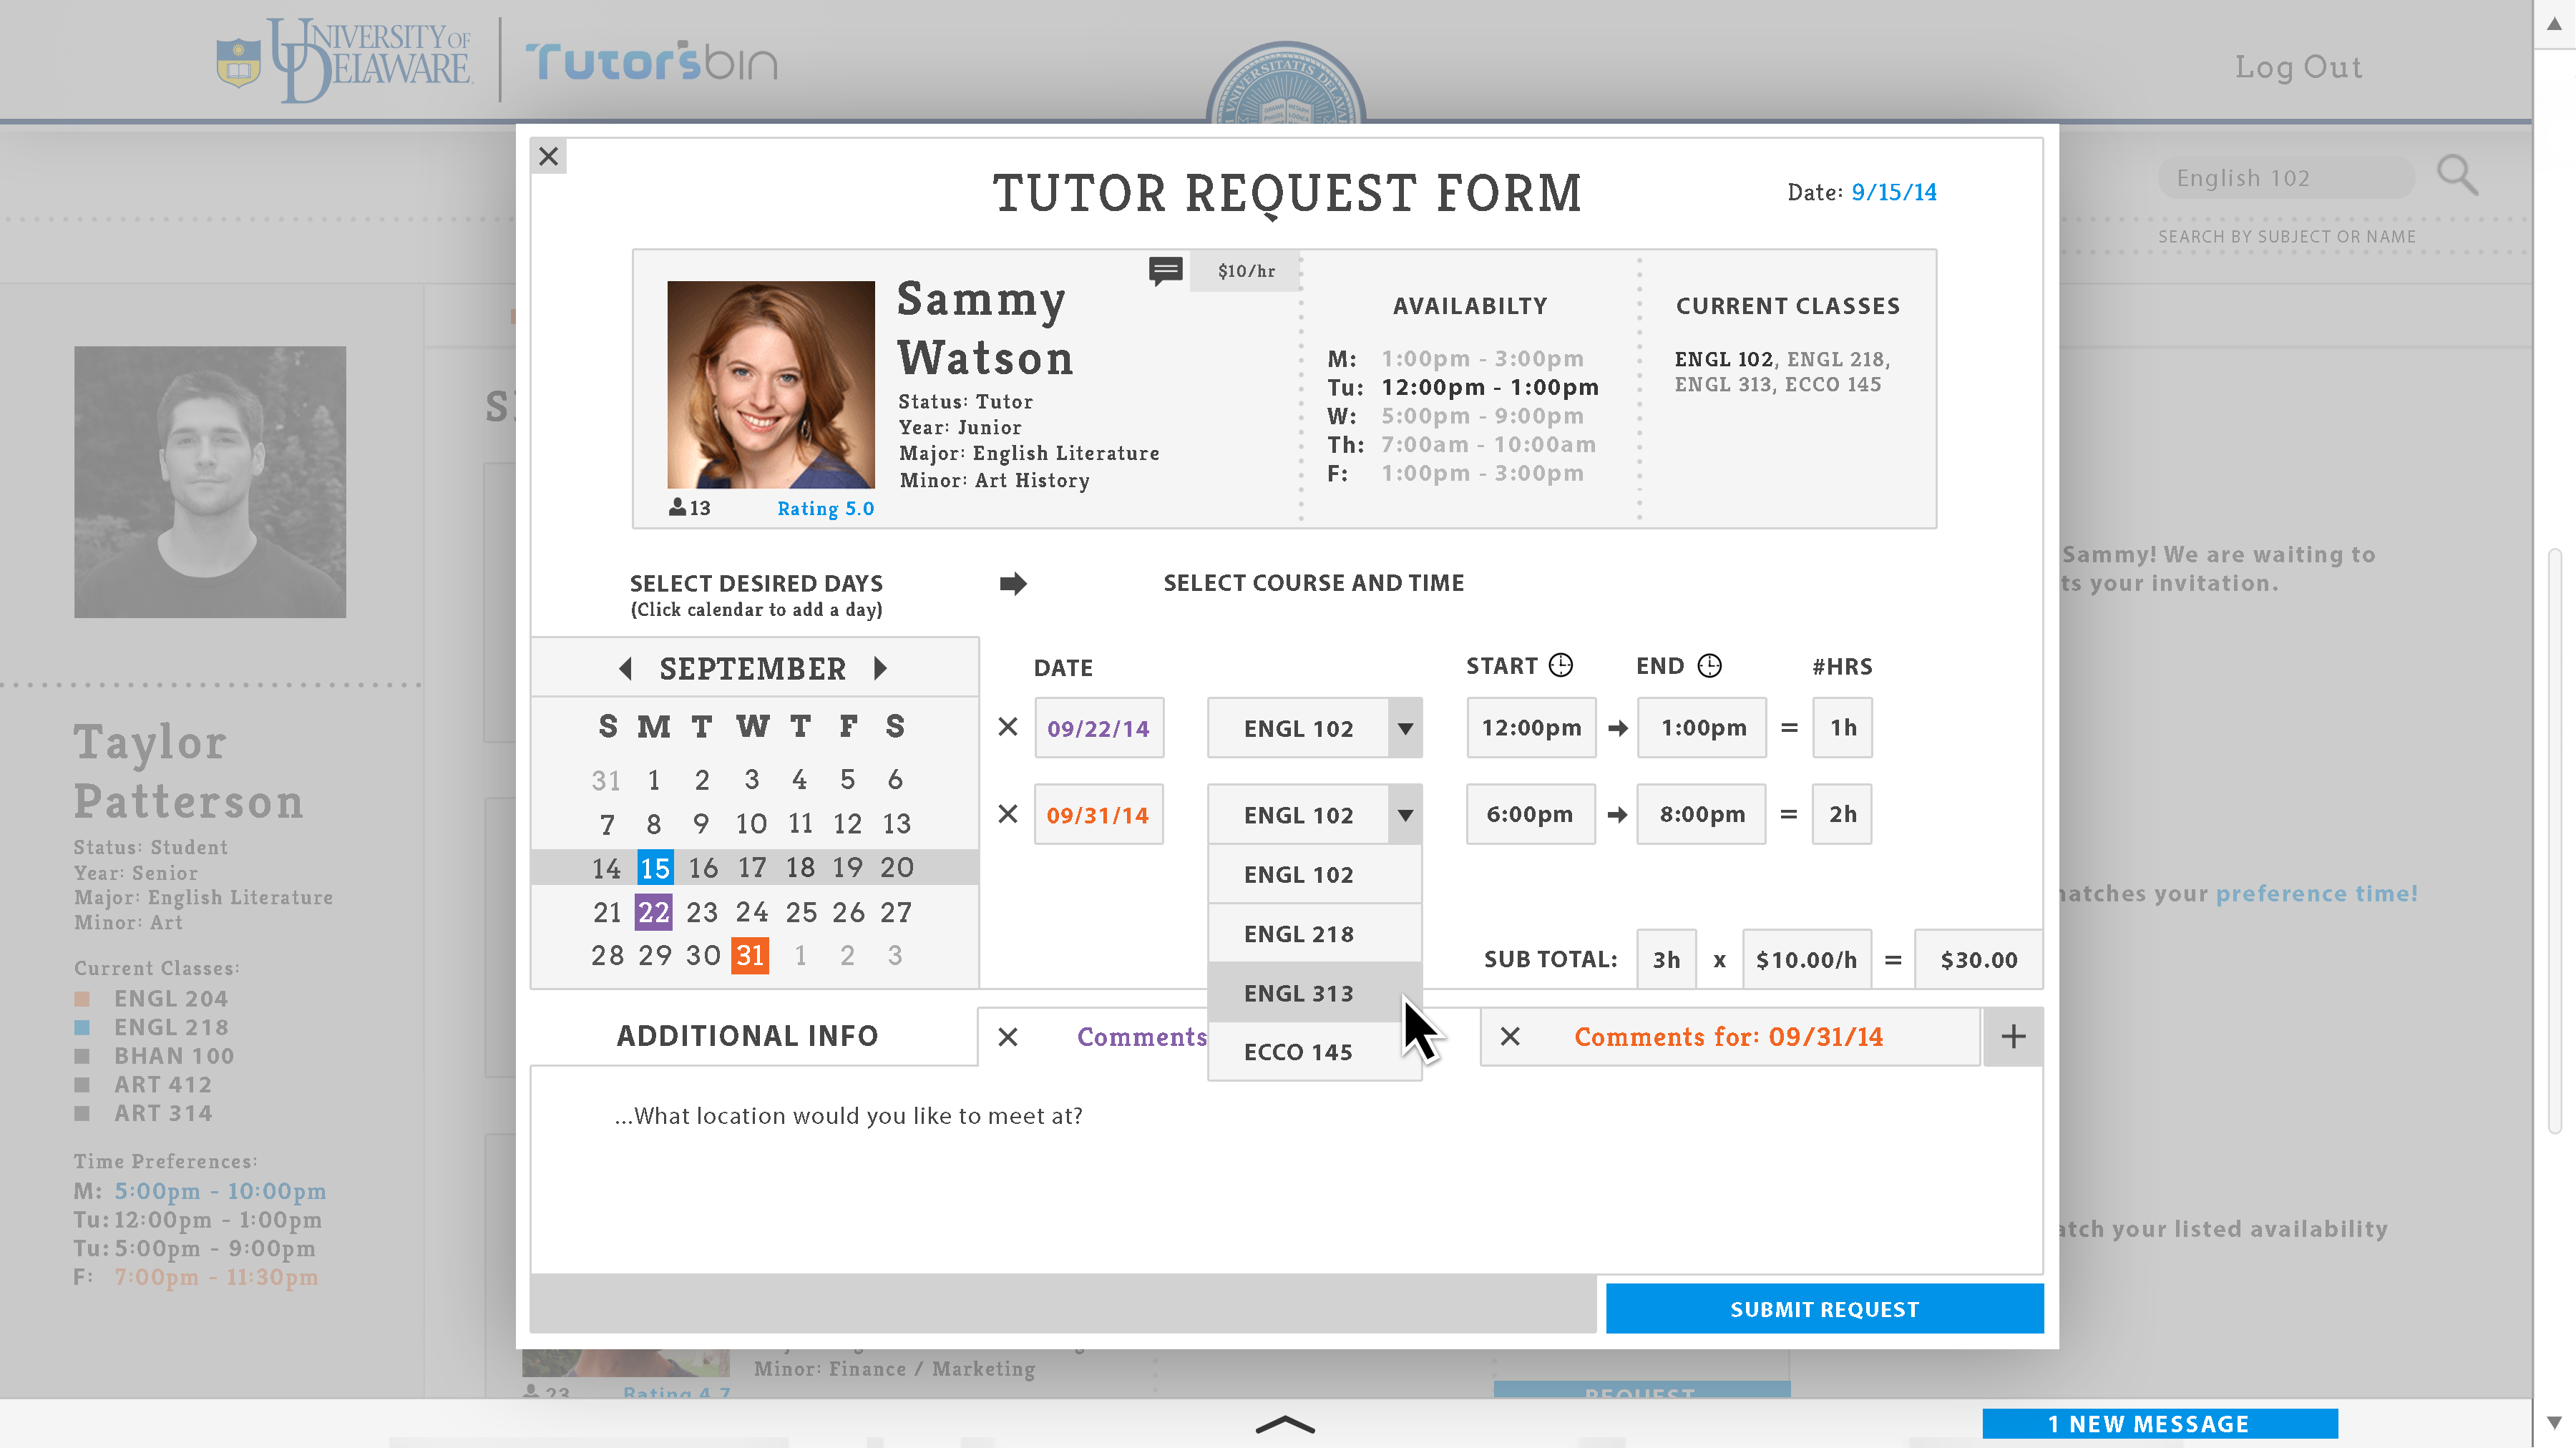 UNIVERSITY OF DELAWARE
Tutorsbin
Log Out
English 102
SEARCH BY SUBJECT OR NAME
TUTOR REQUEST FORM
Date: 9/15/14
Sammy
Watson
$10/hr
Status: Tutor
Year: Junior
Major: English Literature
Minor: Art History
13
Rating 5.0
AVAILABILTY
M: 1:00pm - 3:00pm
Tu: 12:00pm - 1:00pm
W: 5:00pm - 9:00pm
Th: 7:00am - 10:00am
F: 1:00pm - 3:00pm
CURRENT CLASSES
ENGL 102, ENGL 218,
ENGL 313, ECCO 145
SELECT DESIRED DAYS
(Click calendar to add a day)
SELECT COURSE AND TIME
SEPTEMBER
S M T W T F S
31 1 2 3 4 5 6
7 8 9 10 11 12 13
14 15 16 17 18 19 20
21 22 23 24 25 26 27
28 29 30 31 1 2 3
DATE START END #HRS
09/22/14 ENGL 102 12:00pm 1:00pm = 1h
09/31/14 ENGL 102 6:00pm 8:00pm = 2h
ENGL 102
ENGL 218
ENGL 313
ECCO 145
SUB TOTAL: 3h x $10.00/h = $30.00
ADDITIONAL INFO
Comments
Comments for: 09/31/14
...What location would you like to meet at?
SUBMIT REQUEST
Taylor
Patterson
Status: Student
Year: Senior
Major: English Literature
Minor: Art
Current Classes:
ENGL 204
ENGL 218
BHAN 100
ART 412
ART 314
Time Preferences:
M: 5:00pm - 10:00pm
Tu: 12:00pm - 1:00pm
Tu: 5:00pm - 9:00pm
F: 7:00pm - 11:30pm
Sammy! We are waiting to
ts your invitation.
atches your preference time!
atch your listed availability
Minor: Finance / Marketing
23
Rating 4.7
REQUEST
1 NEW MESSAGE